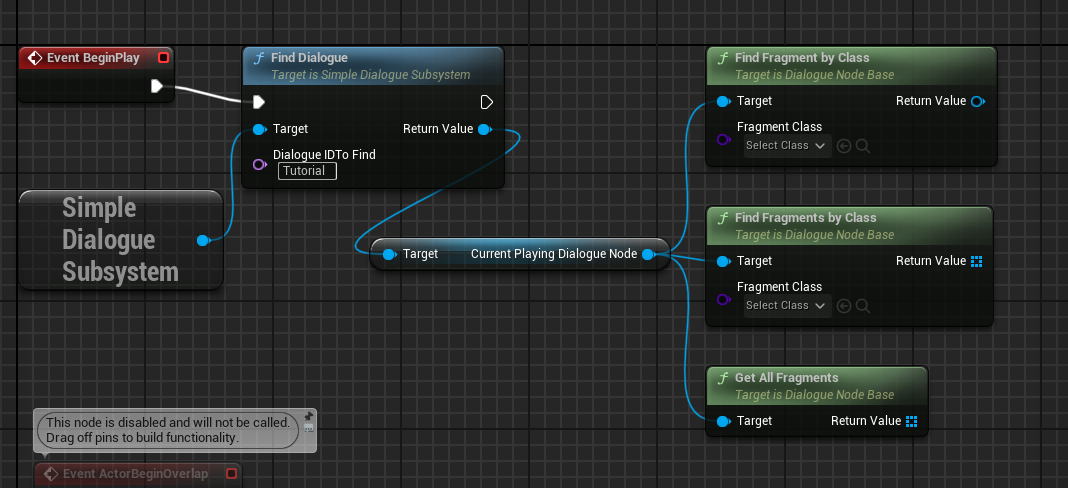 Event BeginPlay
Find Dialogue
Target is Simple Dialogue Subsystem
Target
Return Value
Dialogue IDTo Find
Tutorial
Simple
Dialogue
Subsystem
Target
Current Playing Dialogue Node
Find Fragment by Class
Target is Dialogue Node Base
Target
Return Value
Fragment Class
Select Class
Find Fragments by Class
Target is Dialogue Node Base
Target
Return Value
Fragment Class
Select Class
Get All Fragments
Target is Dialogue Node Base
Target
Return Value
This node is disabled and will not be called.
Drag off pins to build functionality.
Event ActorBeginOverlap